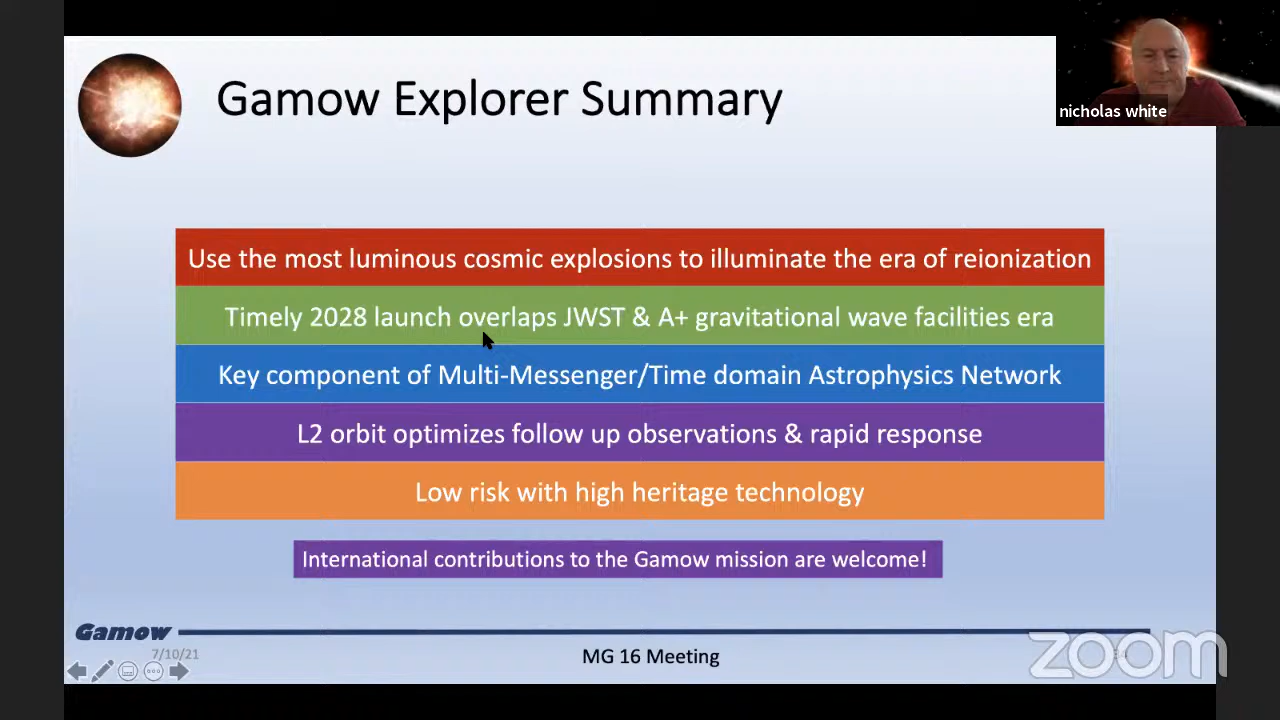 Gamow Explorer Summary
nicholas white
Use the most luminous cosmic explosions to illuminate the era of reionization
Timely 2028 launch overlaps JWST & A+ gravitational wave facilities era
Key component of Multi-Messenger/Time domain Astrophysics Network
L2 orbit optimizes follow up observations & rapid response
Low risk with high heritage technology
International contributions to the Gamow mission are welcome!
Gamow
7/10/21
MG 16 Meeting
zoom